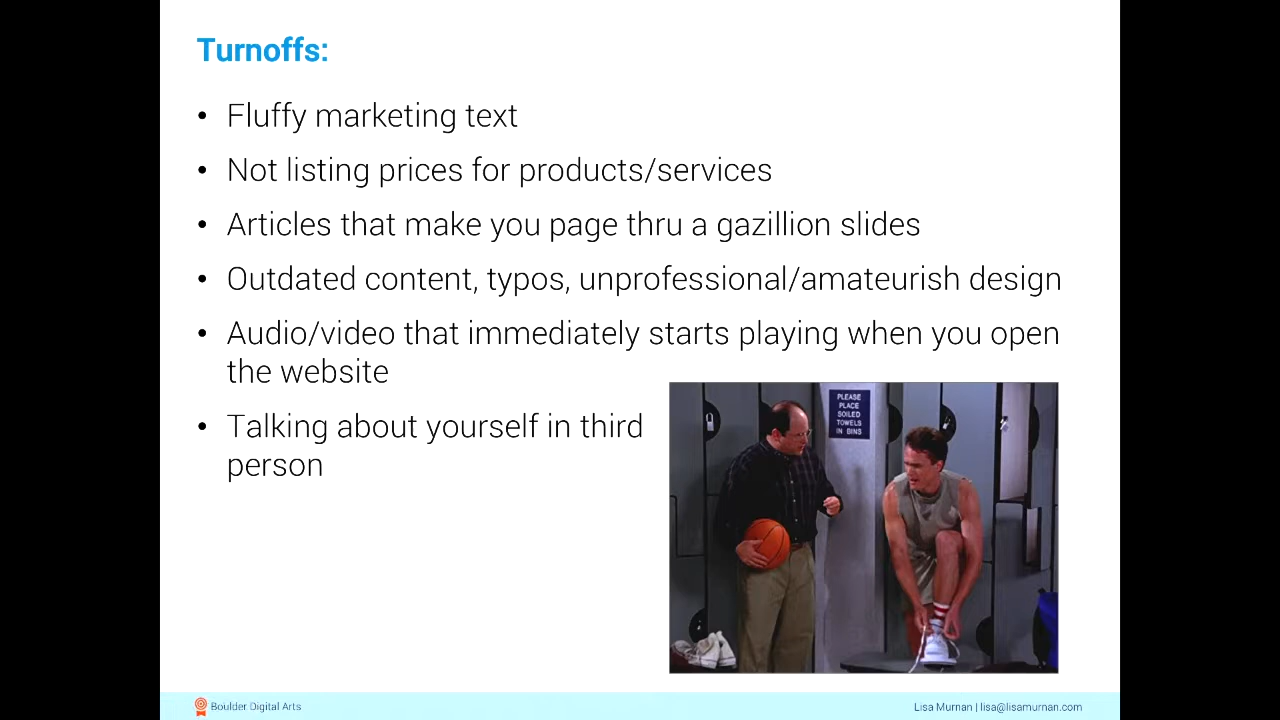 Turnoffs:
• Fluffy marketing text
• Not listing prices for products/services
• Articles that make you page thru a gazillion slides
• Outdated content, typos, unprofessional/amateurish design
• Audio/video that immediately starts playing when you open
the website
• Talking about yourself in third
person
PLEASE
PLACE
SOILED
TOWELS
IN BINS
Boulder Digital Arts
Lisa Murnan | lisa@lisamurnan.com